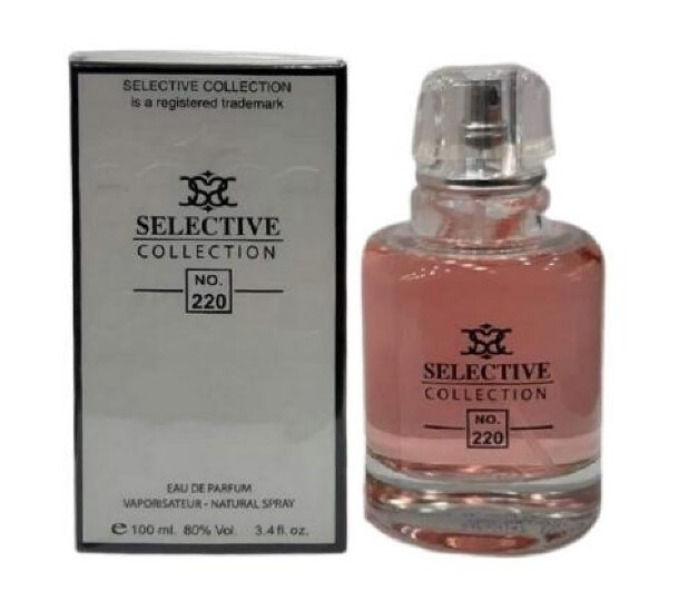 SELECTIVE COLLECTION
is a registered trademark
SELECTIVE
COLLECTION
NO.
220
EAU DE PARFUM
VAPORISATEUR - NATURAL SPRAY
℮ 100 ml. 80% Vol. 3.4 fl. oz.
SELECTIVE
COLLECTION
NO.
220